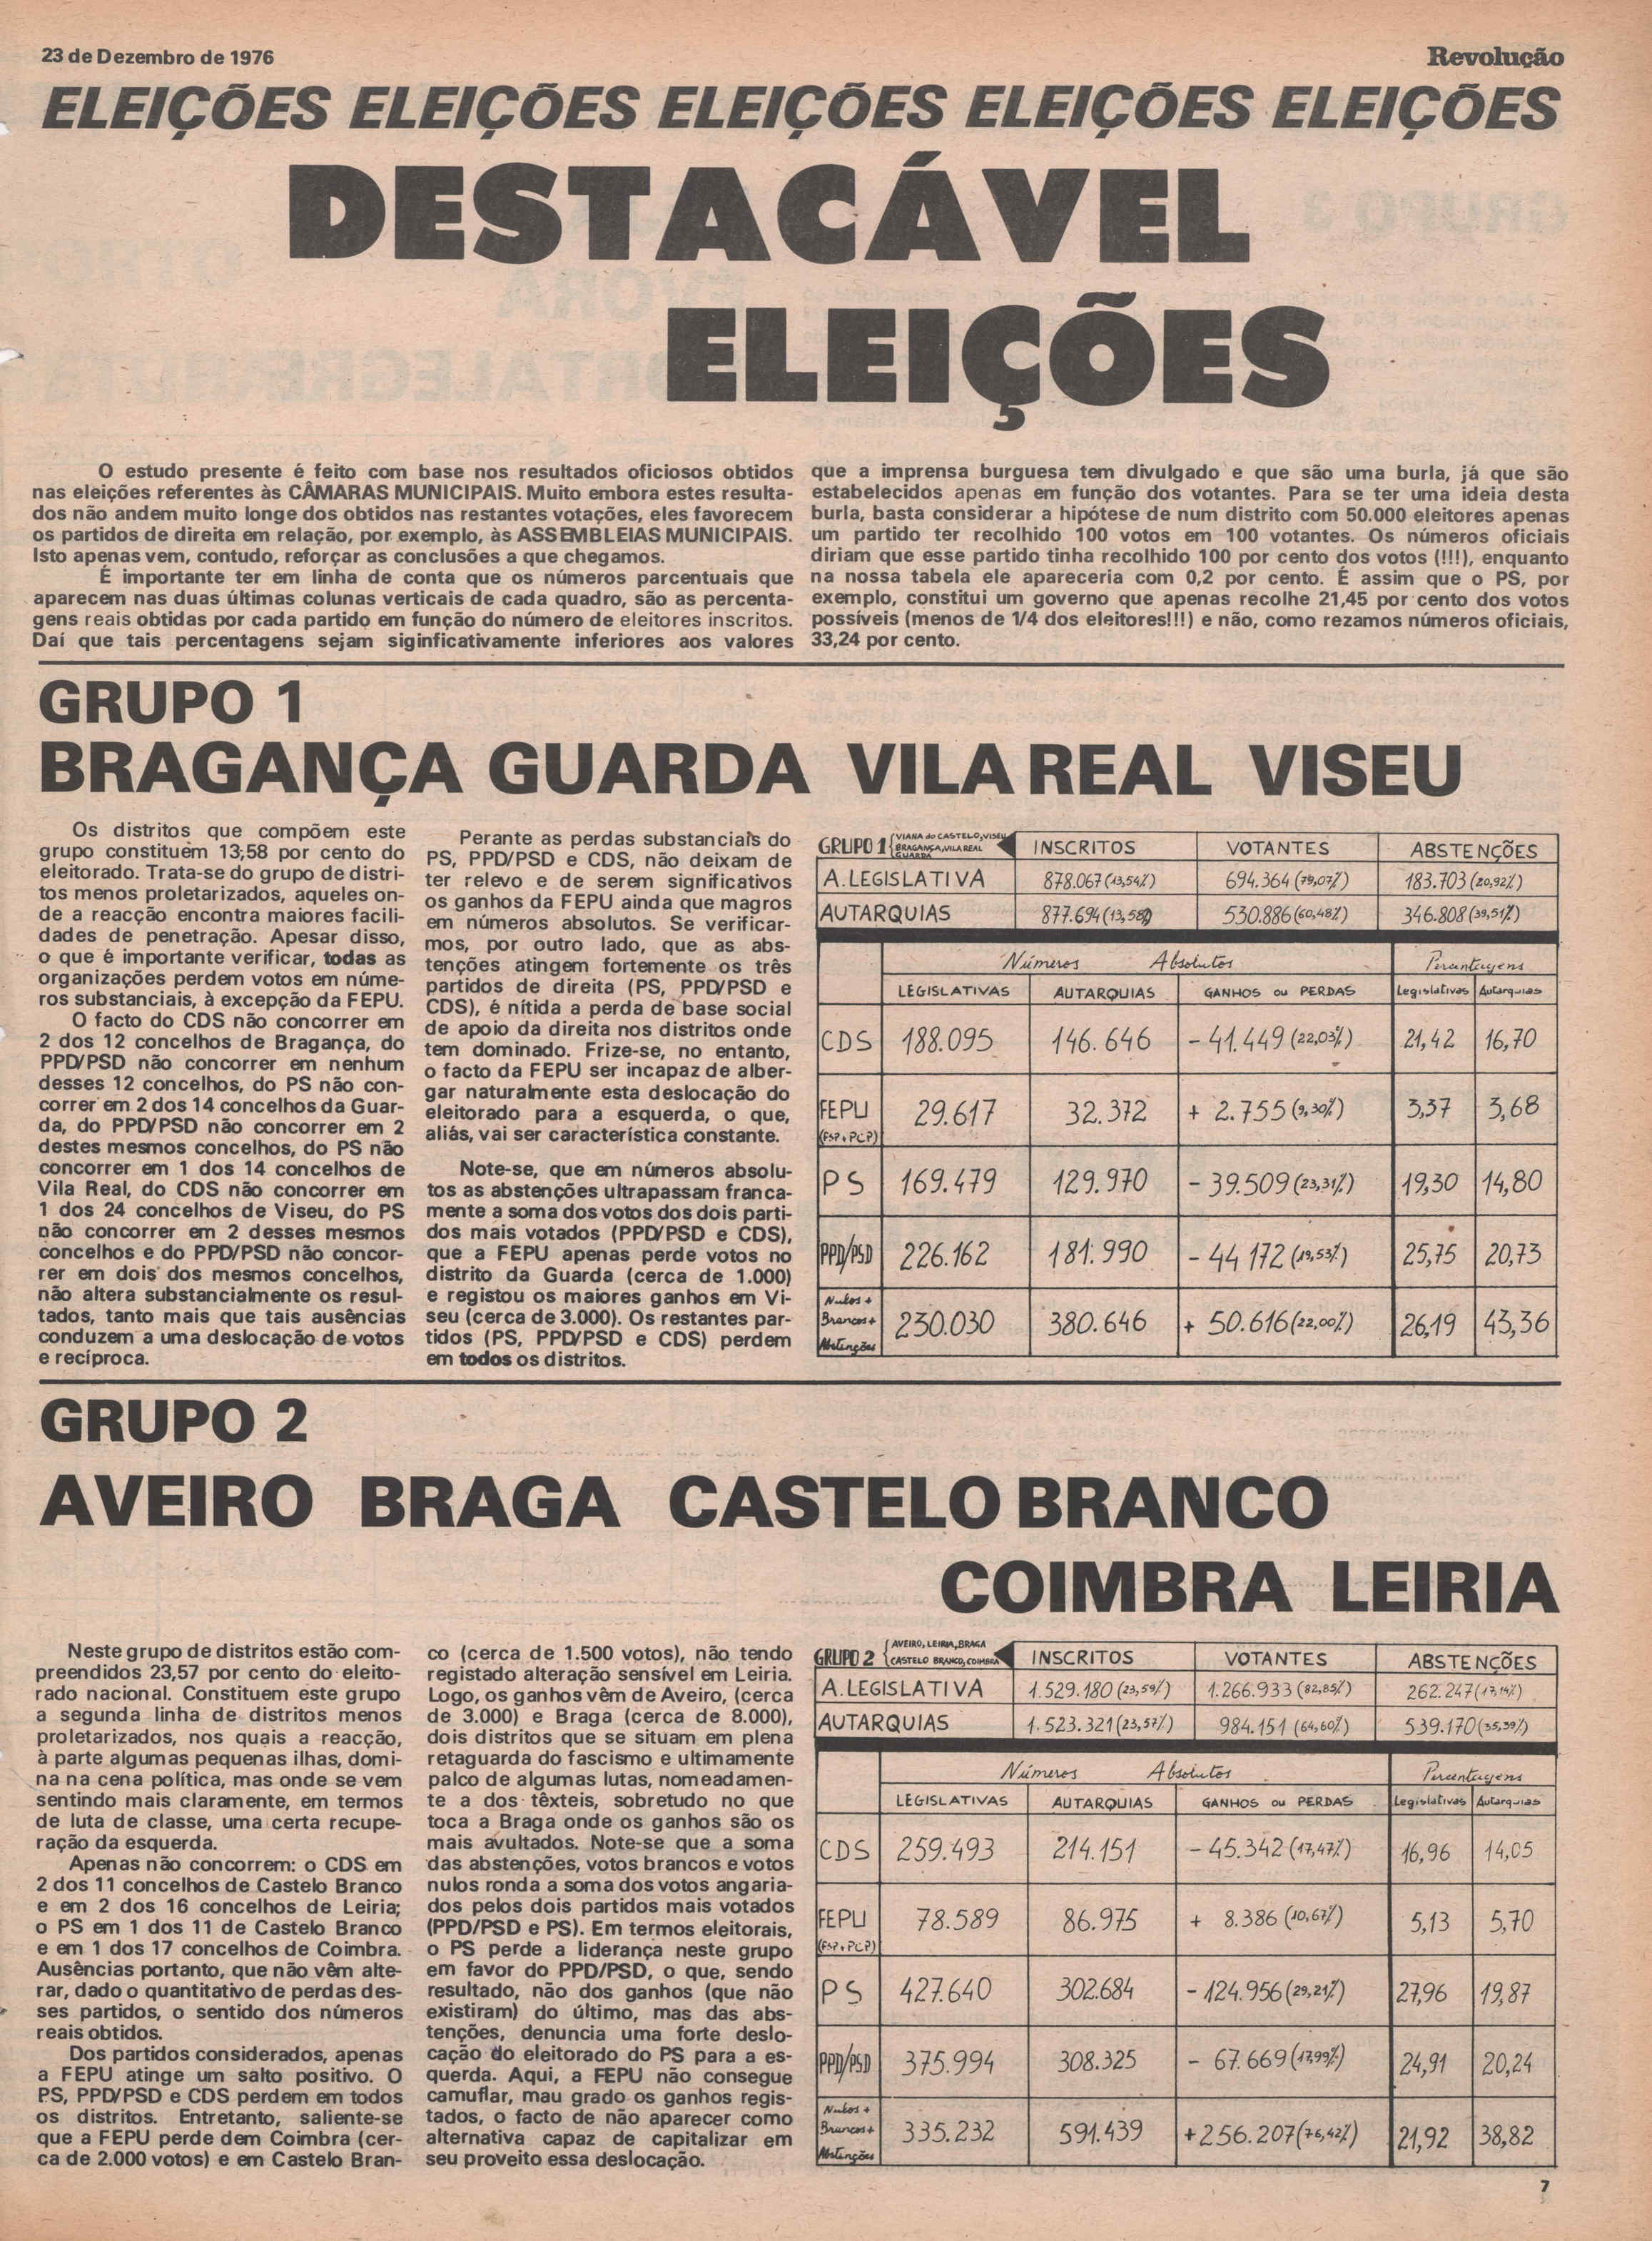 23 de Dezembro de 1976
Revolução
ELEIÇÕES ELEIÇÕES ELEIÇÕES ELEIÇÕES ELEIÇÕES
DESTACÁVEL
ELEIÇÕES
O estudo presente é feito com base nos resultados oficiosos obtidos
nas eleições referentes às CÂMARAS MUNICIPAIS. Muito embora estes resulta-
dos não andem muito longe dos obtidos nas restantes votações, eles favorecem
os partidos de direita em relação, por exemplo, às ASSEMBLEIAS MUNICIPAIS.
Isto apenas vem, contudo, reforçar as conclusões a que chegamos.
É importante ter em linha de conta que os números parcentuais que
aparecem nas duas últimas colunas verticais de cada quadro, são as percenta-
gens reais obtidas por cada partido em função do número de eleitores inscritos.
Daí que tais percentagens sejam siginficativamente inferiores aos valores
que a imprensa burguesa tem divulgado e que são uma burla, já que são
estabelecidos apenas em função dos votantes. Para se ter uma ideia desta
burla, basta considerar a hipótese de num distrito com 50.000 eleitores apenas
um partido ter recolhido 100 votos em 100 votantes. Os números oficiais
diriam que esse partido tinha recolhido 100 por cento dos votos (!!!), enquanto
na nossa tabela ele apareceria com 0,2 por cento. É assim que o PS, por
exemplo, constitui um governo que apenas recolhe 21,45 por cento dos votos
possíveis (menos de 1/4 dos eleitores!!!) e não, como rezamos números oficiais,
33,24 por cento.
GRUPO 1
BRAGANÇA GUARDA VILA REAL VISEU
Os distritos que compõem este
grupo constituem 13,58 por cento do
eleitorado. Trata-se do grupo de distri-
tos menos proletarizados, aqueles on-
de a reacção encontra maiores facili-
dades de penetração. Apesar disso,
o que é importante verificar, todas as
organizações perdem votos em núme-
ros substanciais, à excepção da FEPU.
O facto do CDS não concorrer em
2 dos 12 concelhos de Bragança, do
PPD/PSD não concorrer em nenhum
desses 12 concelhos, do PS não con-
correr em 2 dos 14 concelhos da Guar-
da, do PPD/PSD não concorrer em 2
destes mesmos concelhos, do PS não
concorrer em 1 dos 14 concelhos de
Vila Real, do CDS não concorrer em
1 dos 24 concelhos de Viseu, do PS
não concorrer em 2 desses mesmos
concelhos e do PPD/PSD não concor-
rer em dois dos mesmos concelhos,
não altera substancialmente os resul-
tados, tanto mais que tais ausências
conduzem a uma deslocação de votos
e recíproca.
Perante as perdas substanciais do
PS, PPD/PSD e CDS, não deixam de
ter relevo e de serem significativos
os ganhos da FEPU ainda que magros
em números absolutos. Se verificar-
mos, por outro lado, que as abs-
tenções atingem fortemente os três
partidos de direita (PS, PPD/PSD e
CDS), é nítida a perda de base social
de apoio da direita nos distritos onde
tem dominado. Frize-se, no entanto,
o facto da FEPU ser incapaz de alber-
gar naturalmente esta deslocação do
eleitorado para a esquerda, o que,
aliás, vai ser característica constante.
Note-se, que em números absolu-
tos as abstenções ultrapassam franca-
mente a soma dos votos dos dois parti-
dos mais votados (PPD/PSD e CDS),
que a FEPU apenas perde votos no
distrito da Guarda (cerca de 1.000)
e registou os maiores ganhos em Vi-
seu (cerca de 3.000). Os restantes par-
tidos (PS, PPD/PSD e CDS) perdem
em todos os distritos.
GRUPO 1 { VIANA do CASTELO, VISEU BRAGANÇA, VILA REAL GUARDA INSCRITOS VOTANTES ABSTENÇÕES
A. LEGISLATIVA 878.067 (13,54%) 694.364 (79,07%) 183.703 (20,92%)
AUTARQUIAS 877.694 (13,58%) 530.886 (60,48%) 346.808 (39,51%)
Números Absolutos Percentagens
LEGISLATIVAS AUTARQUIAS GANHOS ou PERDAS Legislativas Autarquias
CDS 188.095 146.646 - 41.449 (22,03%) 21,42 16,70
FEPU (FSP+PCP) 29.617 32.372 + 2.755 (9,30%) 3,37 3,68
PS 169.479 129.970 - 39.509 (23,31%) 19,30 14,80
PPD/PSD 226.162 181.990 - 44 172 (19,53%) 25,75 20,73
Nulos + Brancos + Abstenções 230.030 380.646 + 50.616 (22,00%) 26,19 43,36
GRUPO 2
AVEIRO BRAGA CASTELO BRANCO
COIMBRA LEIRIA
Neste grupo de distritos estão com-
preendidos 23,57 por cento do eleito-
rado nacional. Constituem este grupo
a segunda linha de distritos menos
proletarizados, nos quais a reacção,
à parte algumas pequenas ilhas, domi-
na na cena política, mas onde se vem
sentindo mais claramente, em termos
de luta de classe, uma certa recupe-
ração da esquerda.
Apenas não concorrem: o CDS em
2 dos 11 concelhos de Castelo Branco
e em 2 dos 16 concelhos de Leiria;
o PS em 1 dos 11 de Castelo Branco
e em 1 dos 17 concelhos de Coimbra.
Ausências portanto, que não vêm alte-
rar, dado o quantitativo de perdas des-
ses partidos, o sentido dos números
reais obtidos.
Dos partidos considerados, apenas
a FEPU atinge um salto positivo. O
PS, PPD/PSD e CDS perdem em todos
os distritos. Entretanto, saliente-se
que a FEPU perde dem Coimbra (cer-
ca de 2.000 votos) e em Castelo Bran-
co (cerca de 1.500 votos), não tendo
registado alteração sensível em Leiria.
Logo, os ganhos vêm de Aveiro, (cerca
de 3.000) e Braga (cerca de 8.000),
dois distritos que se situam em plena
retaguarda do fascismo e ultimamente
palco de algumas lutas, nomeadamen-
te a dos têxteis, sobretudo no que
toca a Braga onde os ganhos são os
mais avultados. Note-se que a soma
das abstenções, votos brancos e votos
nulos ronda a soma dos votos angaria-
dos pelos dois partidos mais votados
(PPD/PSD e PS). Em termos eleitorais,
o PS perde a liderança neste grupo
em favor do PPD/PSD, o que, sendo
resultado, não dos ganhos (que não
existiram) do último, mas das abs-
tenções, denuncia uma forte deslo-
cação do eleitorado do PS para a es-
querda. Aqui, a FEPU não consegue
camuflar, mau grado os ganhos regis-
tados, o facto de não aparecer como
alternativa capaz de capitalizar em
seu proveito essa deslocação.
GRUPO 2 { AVEIRO, LEIRIA, BRAGA CASTELO BRANCO, COIMBRA INSCRITOS VOTANTES ABSTENÇÕES
A. LEGISLATIVA 1.529.180 (23,59%) 1.266.933 (82,85%) 262.247 (17,14%)
AUTARQUIAS 1.523.321 (23,57%) 984.151 (64,60%) 539.170 (35,39%)
Números Absolutos Percentagens
LEGISLATIVAS AUTARQUIAS GANHOS ou PERDAS Legislativas Autarquias
CDS 259.493 214.151 - 45.342 (17,47%) 16,96 14,05
FEPU (FSP+PCP) 78.589 86.975 + 8.386 (10,67%) 5,13 5,70
PS 427.640 302.684 - 124.956 (29,21%) 27,96 19,87
PPD/PSD 375.994 308.325 - 67.669 (17,99%) 24,91 20,24
Nulos + Brancos + Abstenções 335.232 591.439 + 256.207 (76,42%) 21,92 38,82
7